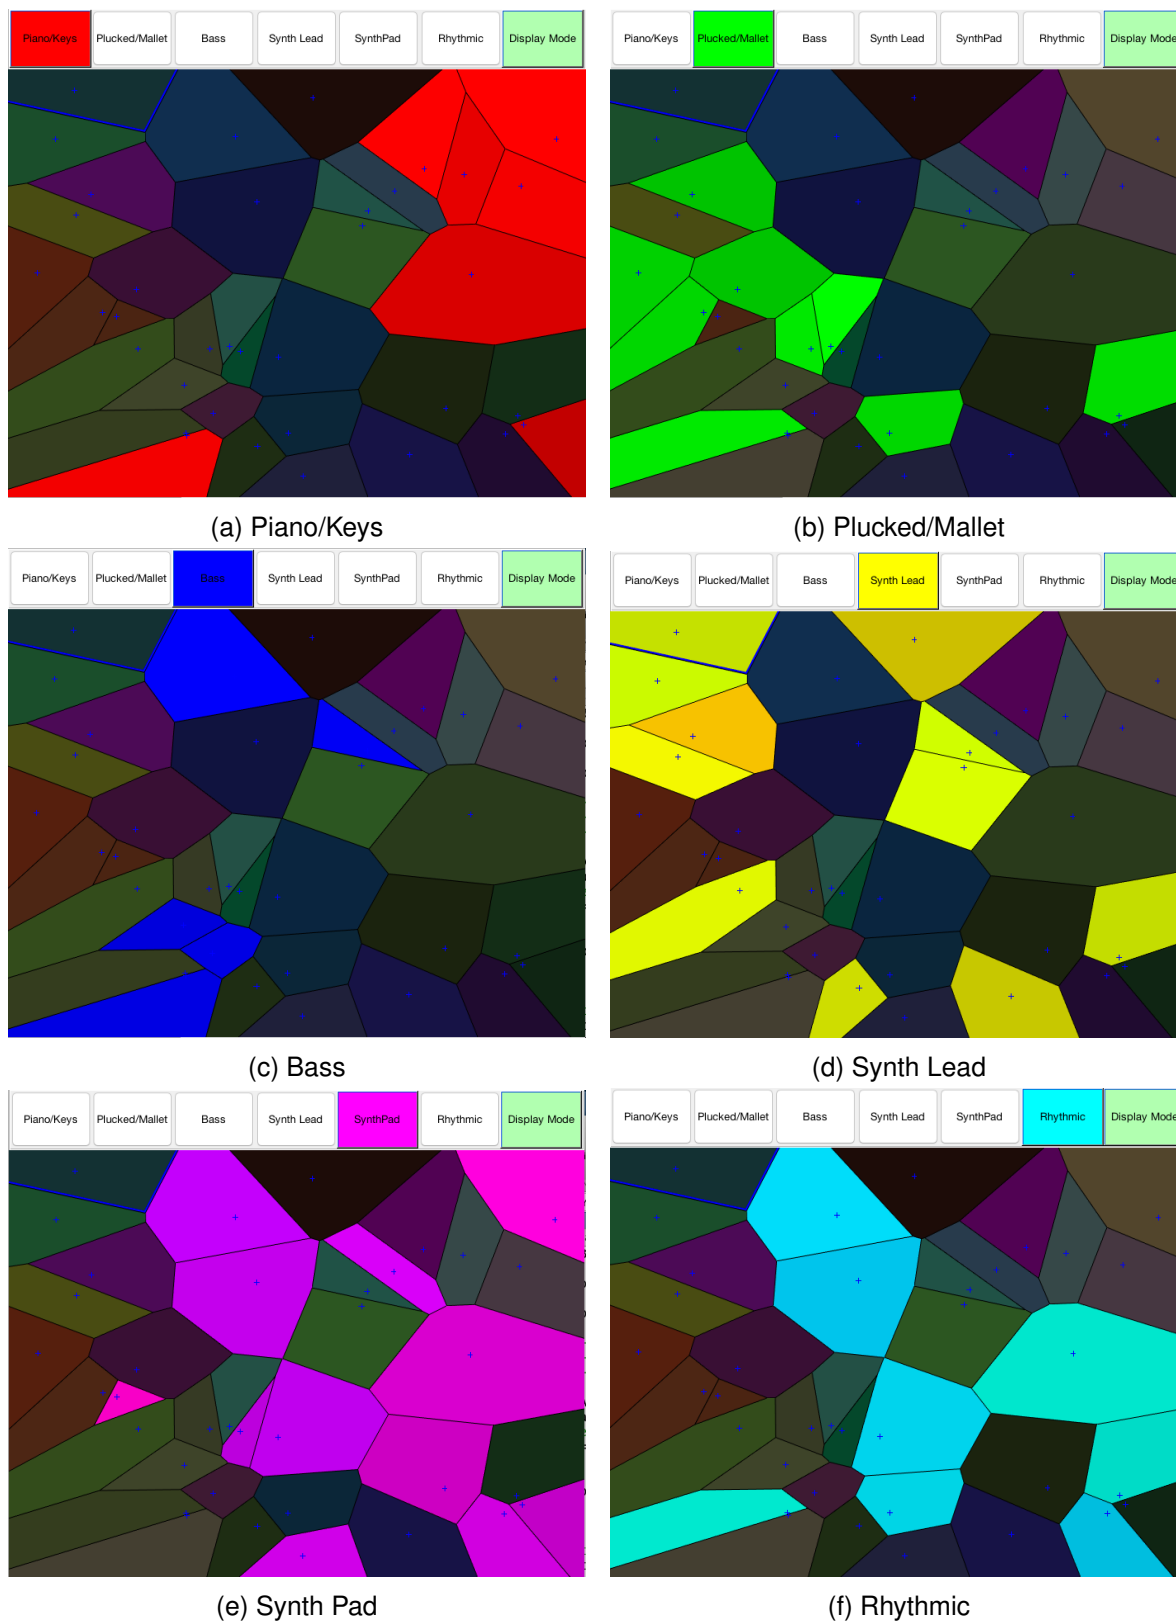 Piano/Keys Plucked/Mallet Bass Synth Lead SynthPad Rhythmic Display Mode
Piano/Keys Plucked/Mallet Bass Synth Lead SynthPad Rhythmic Display Mode
(a) Piano/Keys
(b) Plucked/Mallet
Piano/Keys Plucked/Mallet Bass Synth Lead SynthPad Rhythmic Display Mode
Piano/Keys Plucked/Mallet Bass Synth Lead SynthPad Rhythmic Display Mode
(c) Bass
(d) Synth Lead
Piano/Keys Plucked/Mallet Bass Synth Lead SynthPad Rhythmic Display Mode
Piano/Keys Plucked/Mallet Bass Synth Lead SynthPad Rhythmic Display Mode
(e) Synth Pad
(f) Rhythmic